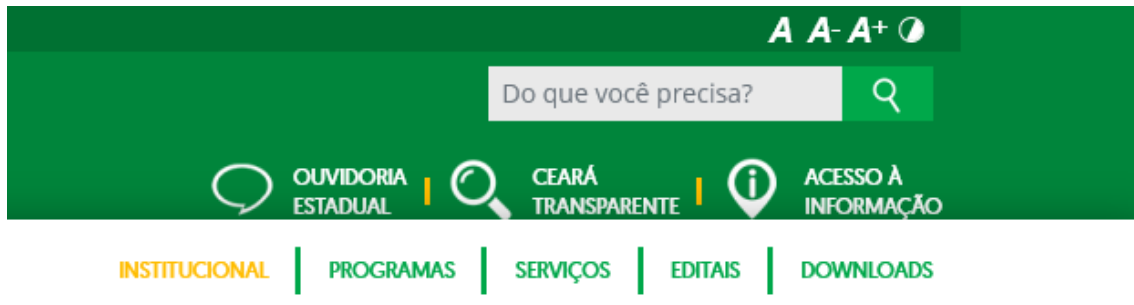 A A- A+
Do que você precisa?
OUVIDORIA ESTADUAL CEARÁ TRANSPARENTE ACESSO À INFORMAÇÃO
INSTITUCIONAL PROGRAMAS SERVIÇOS EDITAIS DOWNLOADS